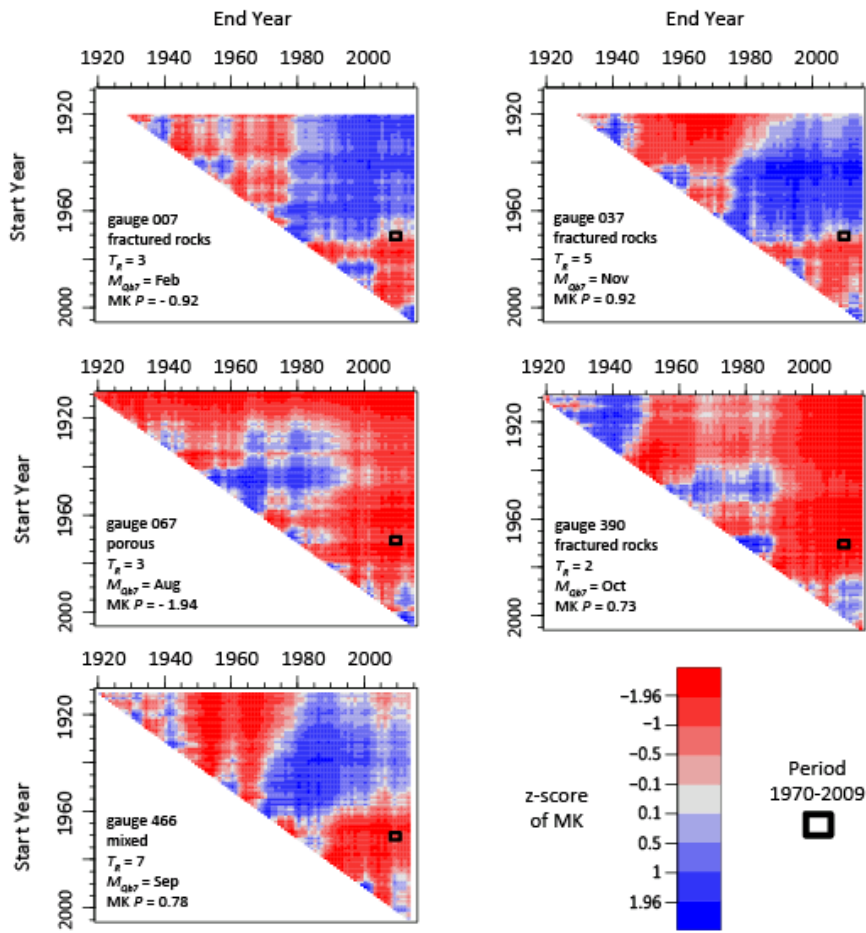 End Year
End Year
1920 1940 1960 1980 2000
1920 1940 1960 1980 2000
Start Year
1920
1960
2000
gauge 007
fractured rocks
T_R = 3
M_Qb7 = Feb
MK P = - 0.92
1920
1960
2000
gauge 037
fractured rocks
T_R = 5
M_Qb7 = Nov
MK P = 0.92
1920 1940 1960 1980 2000
1920 1940 1960 1980 2000
Start Year
1920
1960
2000
gauge 067
porous
T_R = 3
M_Qb7 = Aug
MK P = - 1.94
1920
1960
2000
gauge 390
fractured rocks
T_R = 2
M_Qb7 = Oct
MK P = 0.73
1920 1940 1960 1980 2000
Start Year
1920
1960
2000
gauge 466
mixed
T_R = 7
M_Qb7 = Sep
MK P = 0.78
z-score
of MK
−1.96
−1
−0.5
−0.1
0.1
0.5
1
1.96
Period
1970-2009